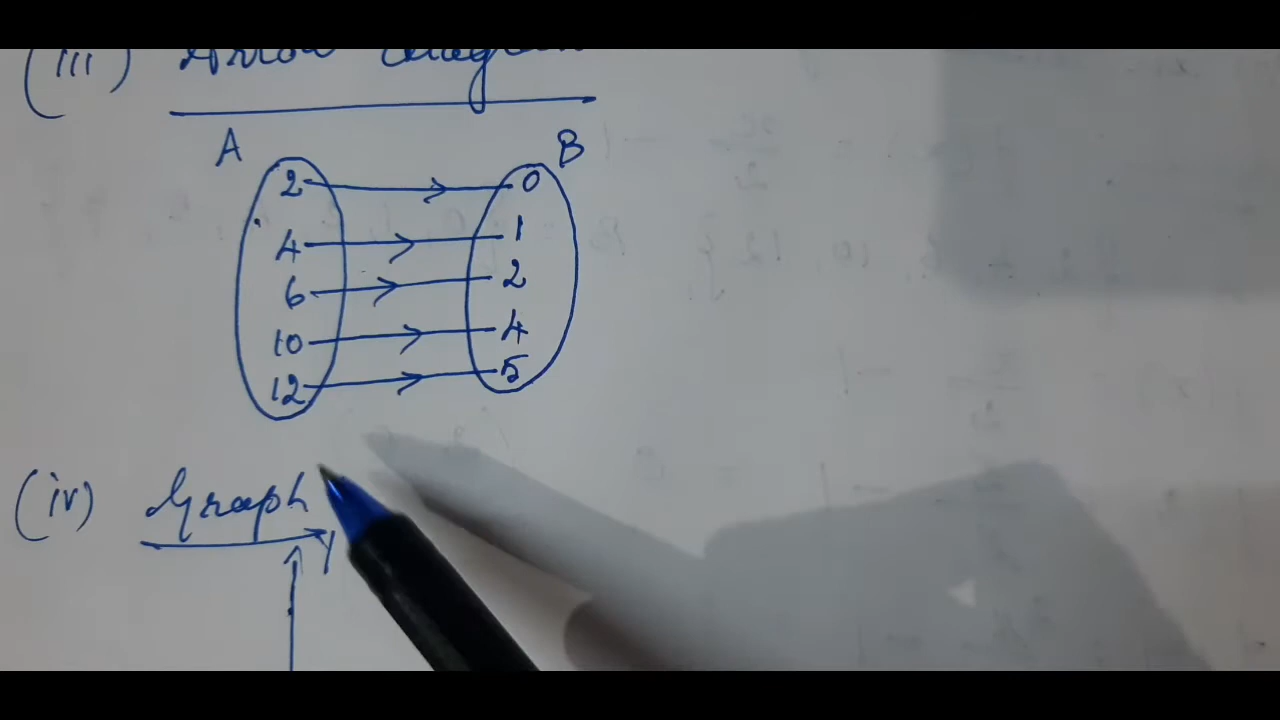 (iii) Arrow diagram
A B
2 0
4 1
6 2
10 4
12 5
(iv) Graph
Y